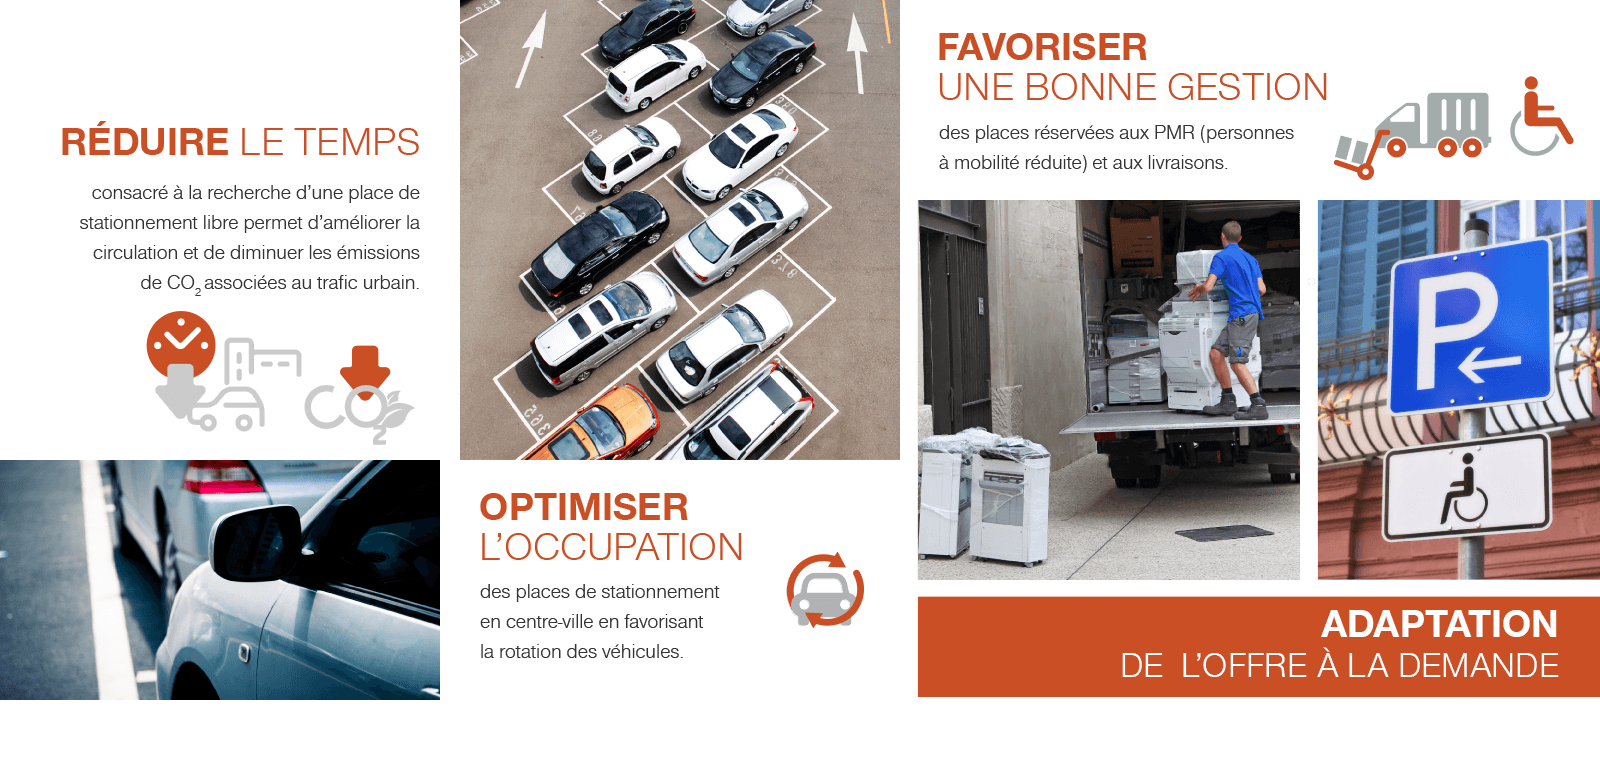 RÉDUIRE LE TEMPS
consacré à la recherche d’une place de
stationnement libre permet d’améliorer la
circulation et de diminuer les émissions
de CO2 associées au trafic urbain.
CO2
OPTIMISER
L’OCCUPATION
des places de stationnement
en centre-ville en favorisant
la rotation des véhicules.
FAVORISER
UNE BONNE GESTION
des places réservées aux PMR (personnes
à mobilité réduite) et aux livraisons.
P
ADAPTATION
DE L’OFFRE À LA DEMANDE